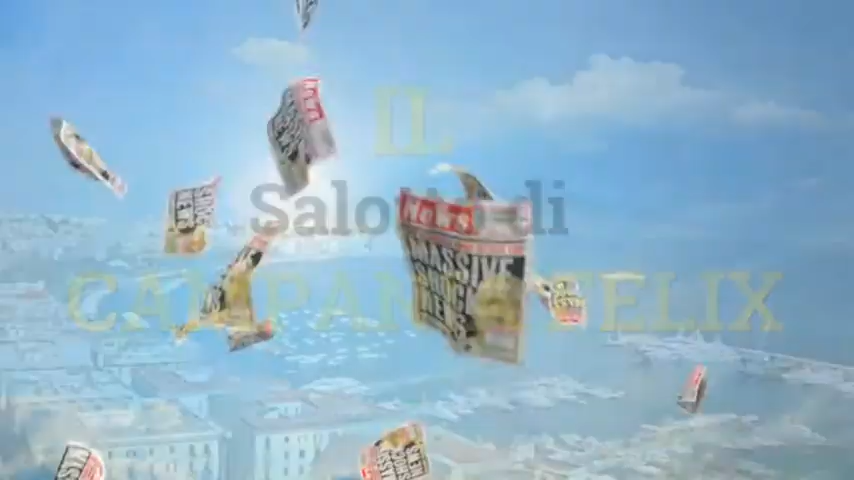 IL
Salotto di
CAMPANIA FELIX
News
MASSIVE
SHOCK
NEWS